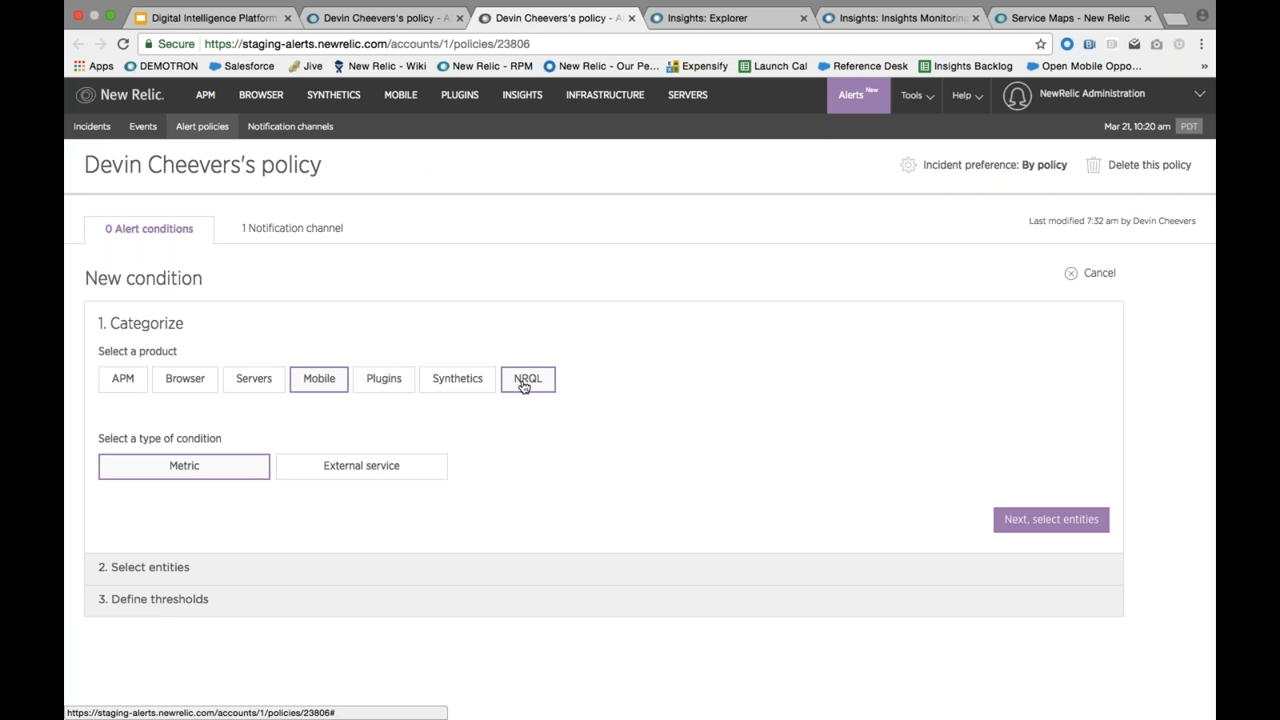 Digital Intelligence Platform
Devin Cheevers's policy - A
Devin Cheevers's policy - A
Insights: Explorer
Insights: Insights Monitoring
Service Maps - New Relic
Secure
https://staging-alerts.newrelic.com/accounts/1/policies/23806
Apps
DEMOTRON
Salesforce
Jive
New Relic - Wiki
New Relic - RPM
New Relic - Our Pe...
Expensify
Launch Cal
Reference Desk
Insights Backlog
Open Mobile Oppo...
»
New Relic.
APM
BROWSER
SYNTHETICS
MOBILE
PLUGINS
INSIGHTS
INFRASTRUCTURE
SERVERS
Alerts New
Tools
Help
NewRelic Administration
Incidents
Events
Alert policies
Notification channels
Mar 21, 10:20 am PDT
Devin Cheevers's policy
Incident preference: By policy
Delete this policy
0 Alert conditions
1 Notification channel
Last modified 7:32 am by Devin Cheevers
New condition
Cancel
1. Categorize
Select a product
APM
Browser
Servers
Mobile
Plugins
Synthetics
NRQL
Select a type of condition
Metric
External service
Next, select entities
2. Select entities
3. Define thresholds
https://staging-alerts.newrelic.com/accounts/1/policies/23806#